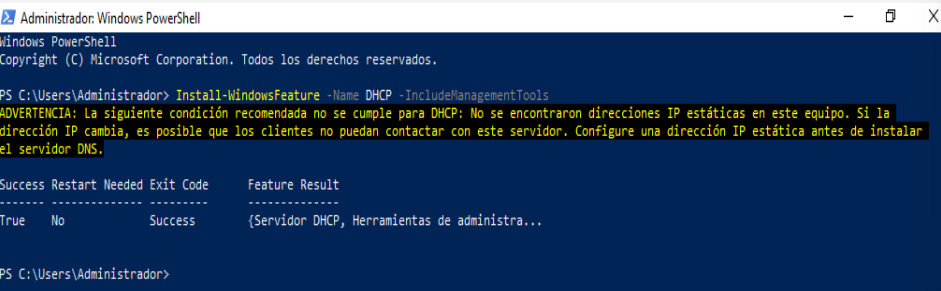 Administrador: Windows PowerShell
Windows PowerShell
Copyright (C) Microsoft Corporation. Todos los derechos reservados.
PS C:\Users\Administrador> Install-WindowsFeature -Name DHCP -IncludeManagementTools
ADVERTENCIA: La siguiente condición recomendada no se cumple para DHCP: No se encontraron direcciones IP estáticas en este equipo. Si la
dirección IP cambia, es posible que los clientes no puedan contactar con este servidor. Configure una dirección IP estática antes de instalar
el servidor DNS.
Success Restart Needed Exit Code      Feature Result
------- -------------- ---------      --------------
True    No             Success        {Servidor DHCP, Herramientas de administra...
PS C:\Users\Administrador>